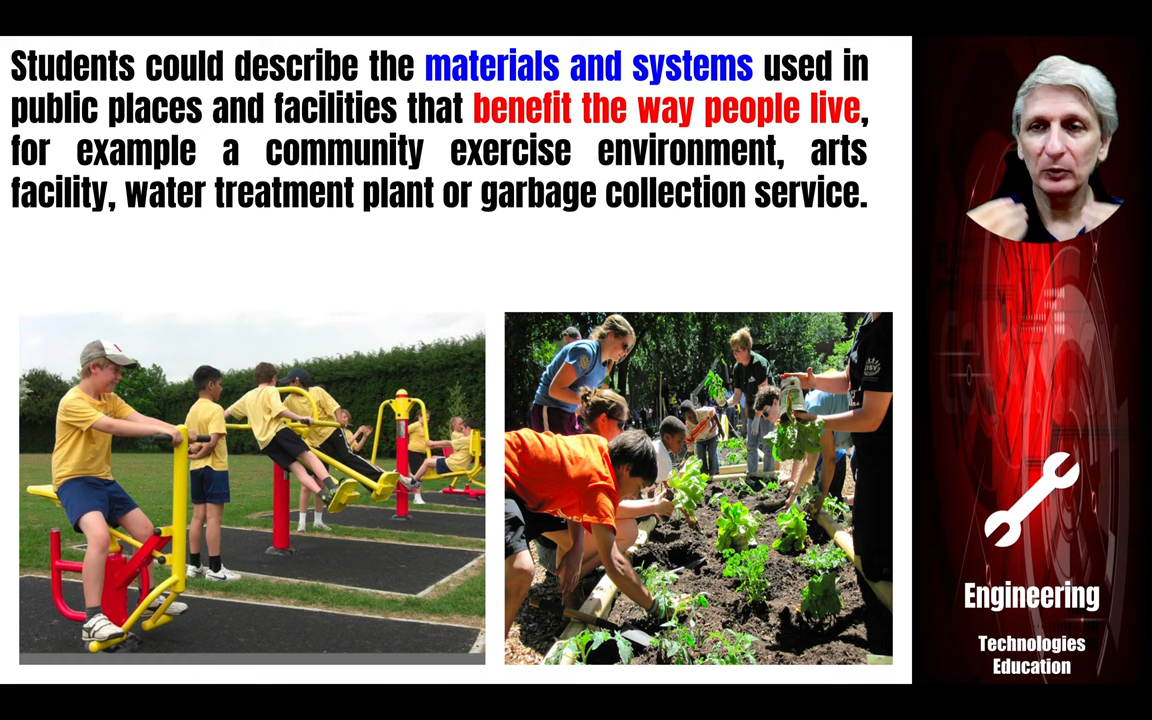 Students could describe the materials and systems used in
public places and facilities that benefit the way people live,
for example a community exercise environment, arts
facility, water treatment plant or garbage collection service.
Engineering
Technologies
Education